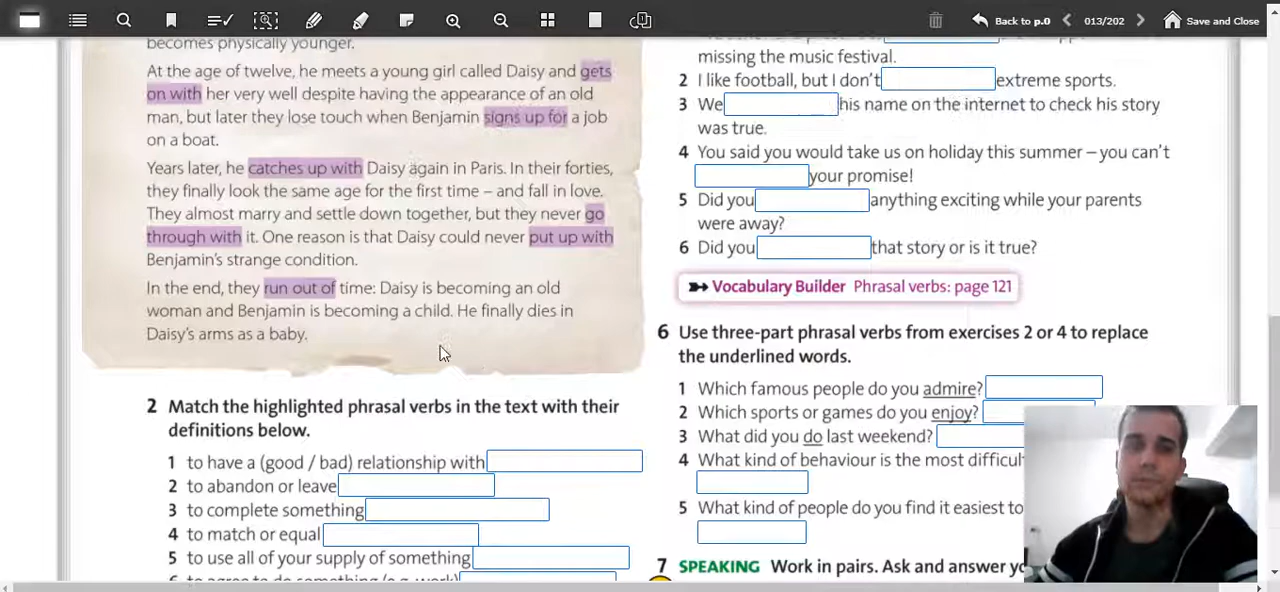 Back to p.0
013/202
Save and Close
becomes physically younger.
At the age of twelve, he meets a young girl called Daisy and gets
on with her very well despite having the appearance of an old
man, but later they lose touch when Benjamin signs up for a job
on a boat.
Years later, he catches up with Daisy again in Paris. In their forties,
they finally look the same age for the first time – and fall in love.
They almost marry and settle down together, but they never go
through with it. One reason is that Daisy could never put up with
Benjamin's strange condition.
In the end, they run out of time: Daisy is becoming an old
woman and Benjamin is becoming a child. He finally dies in
Daisy's arms as a baby.
2 Match the highlighted phrasal verbs in the text with their
definitions below.
1 to have a (good / bad) relationship with
2 to abandon or leave
3 to complete something
4 to match or equal
5 to use all of your supply of something
6 to agree to do something (e.g. work)
missing the music festival.
2 I like football, but I don't extreme sports.
3 We his name on the internet to check his story
was true.
4 You said you would take us on holiday this summer – you can't
your promise!
5 Did you anything exciting while your parents
were away?
6 Did you that story or is it true?
Vocabulary Builder Phrasal verbs: page 121
6 Use three-part phrasal verbs from exercises 2 or 4 to replace
the underlined words.
1 Which famous people do you admire?
2 Which sports or games do you enjoy?
3 What did you do last weekend?
4 What kind of behaviour is the most difficul
5 What kind of people do you find it easiest to
7 SPEAKING Work in pairs. Ask and answer yo